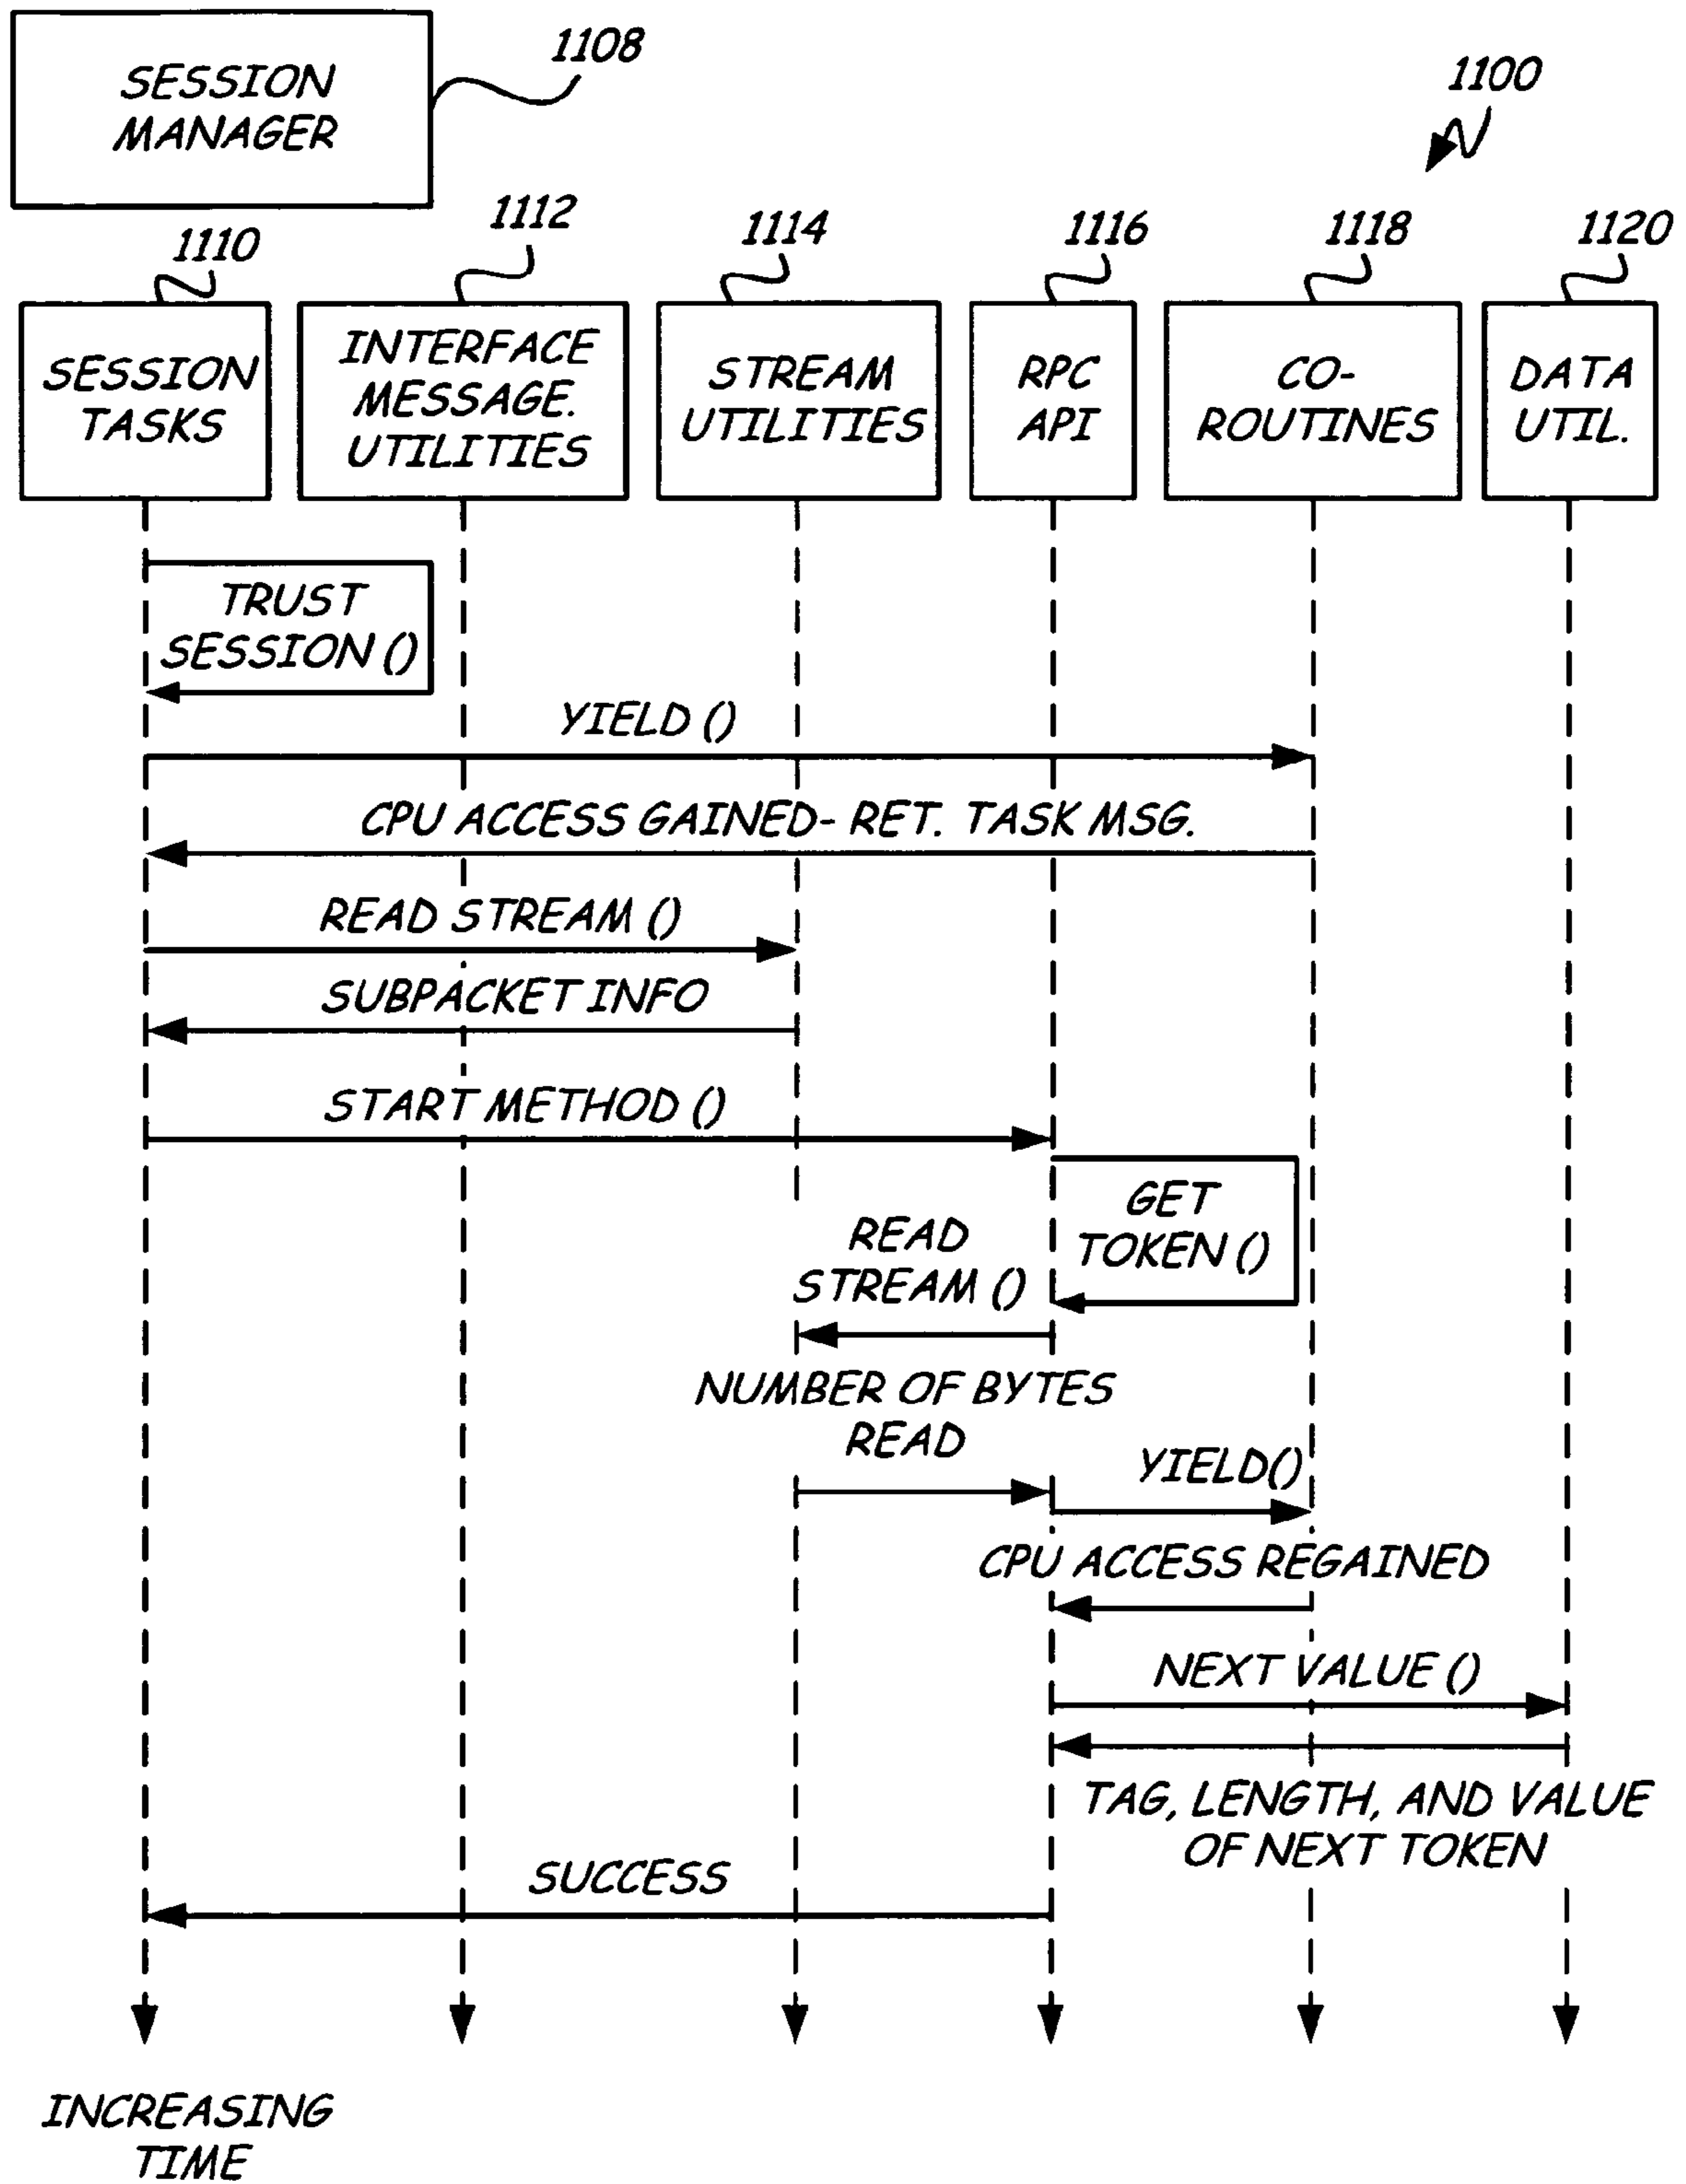 SESSION
MANAGER
1108
1100
1110
1112
1114
1116
1118
1120
SESSION
TASKS
INTERFACE
MESSAGE.
UTILITIES
STREAM
UTILITIES
RPC
API
CO-
ROUTINES
DATA
UTIL.
TRUST
SESSION ()
YIELD ()
CPU ACCESS GAINED- RET. TASK MSG.
READ STREAM ()
SUBPACKET INFO
START METHOD ()
GET
TOKEN ()
READ
STREAM ()
NUMBER OF BYTES
READ
YIELD()
CPU ACCESS REGAINED
NEXT VALUE ()
TAG, LENGTH, AND VALUE
OF NEXT TOKEN
SUCCESS
INCREASING
TIME